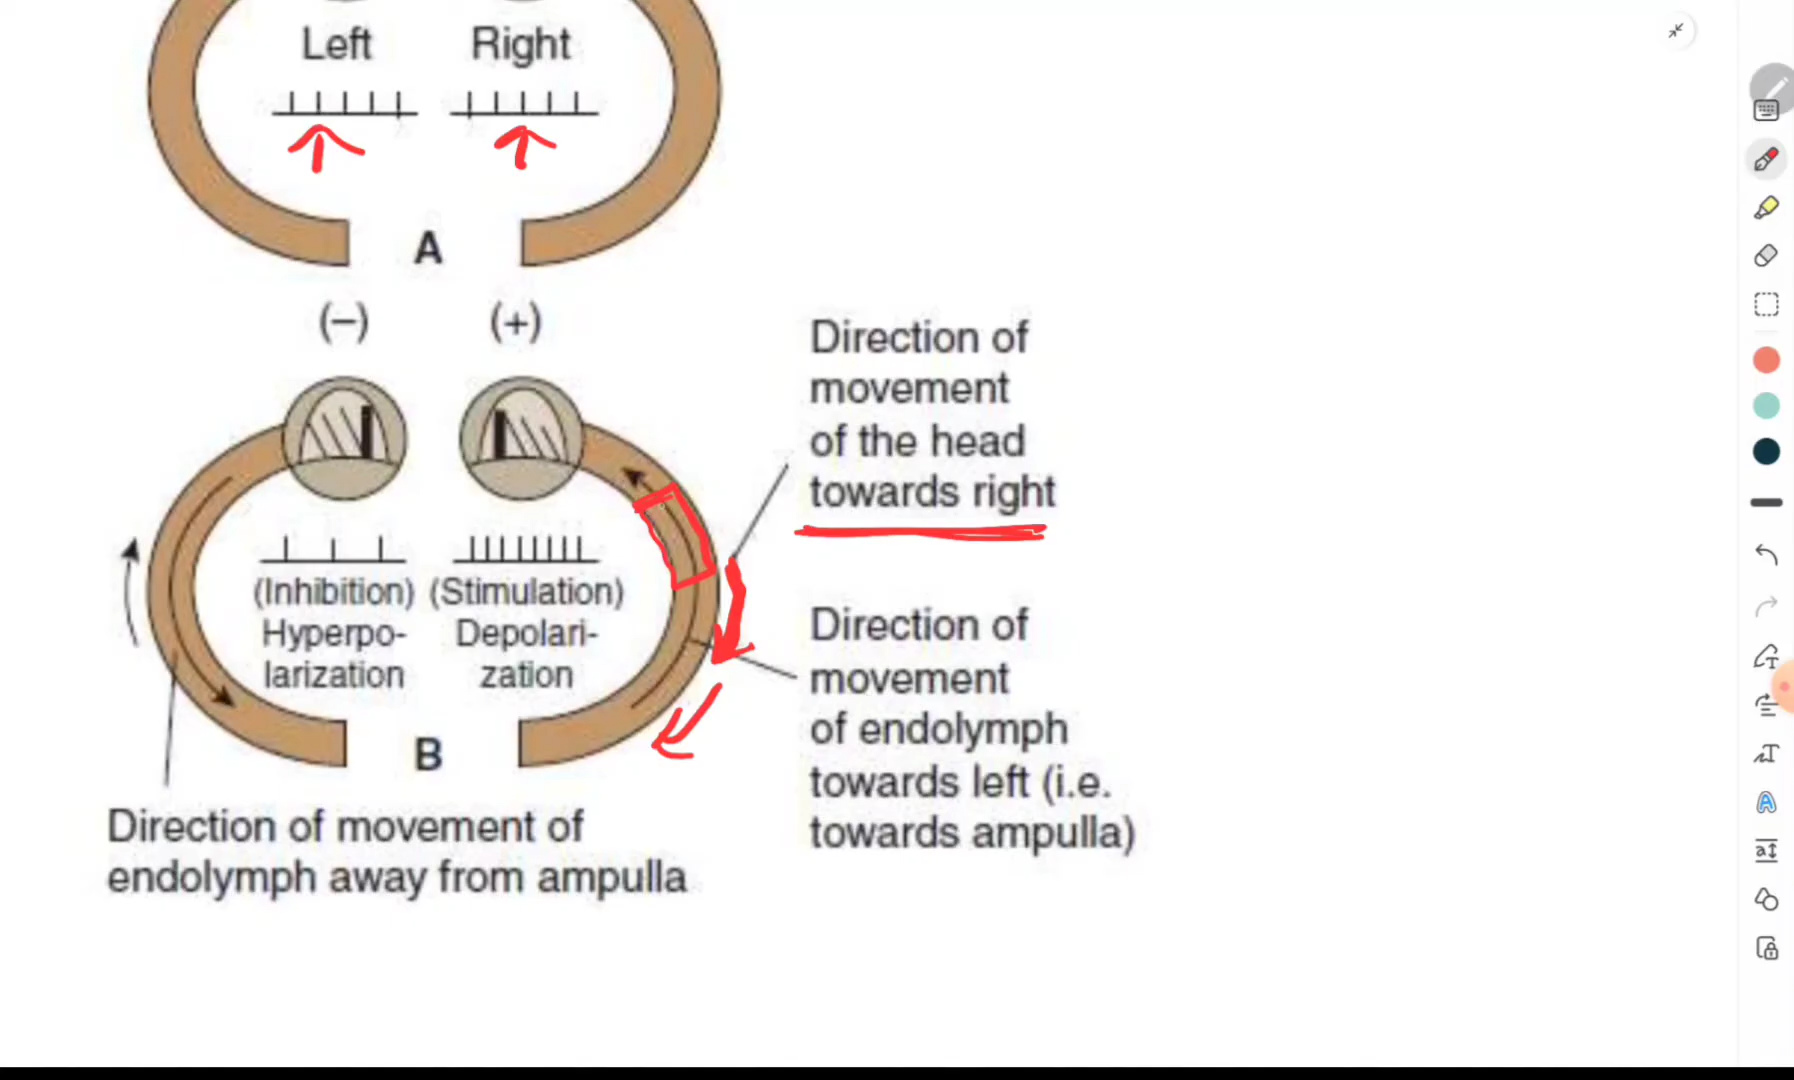 Left Right
A
(–) (+)
Direction of
movement
of the head
towards right
(Inhibition) (Stimulation)
Hyperpo- Depolari-
larization zation
Direction of
movement
of endolymph
towards left (i.e.
towards ampulla)
B
Direction of movement of
endolymph away from ampulla